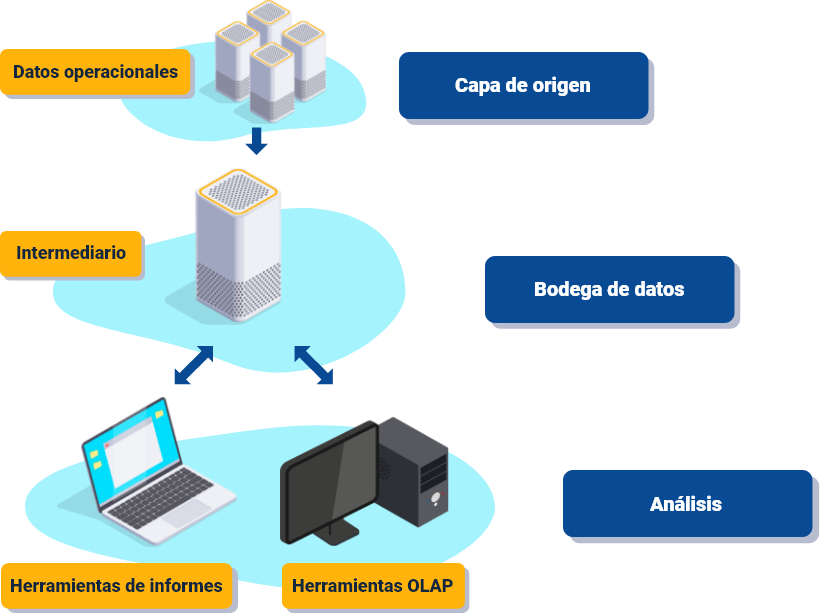 Datos operacionales
Capa de origen
Intermediario
Bodega de datos
Análisis
Herramientas de informes
Herramientas OLAP